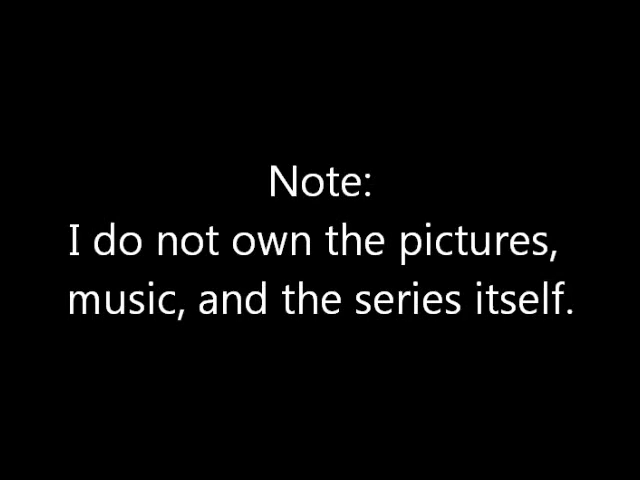 Note:
I do not own the pictures,
music, and the series itself.